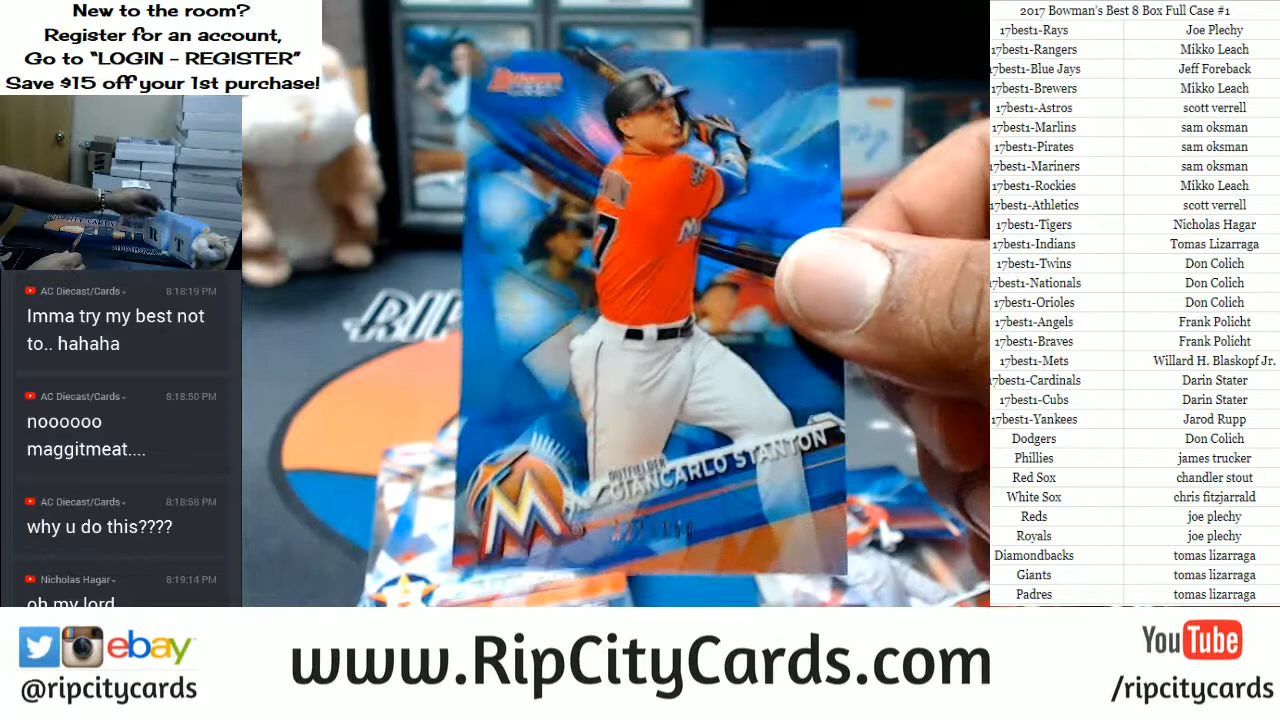 New to the room?
Register for an account,
Go to “LOGIN - REGISTER”
Save $15 off your 1st purchase!
AC Diecast/Cards
8:18:19 PM
Imma try my best not
to.. hahaha
AC Diecast/Cards
8:18:50 PM
noooooo
maggitmeat....
AC Diecast/Cards
8:18:58 PM
why u do this????
Nicholas Hagar
8:19:14 PM
oh my lord
RIP
OUTFIELDER
GIANCARLO STANTON
2017 Bowman's Best 8 Box Full Case #1
17best1-Rays Joe Plechy
17best1-Rangers Mikko Leach
17best1-Blue Jays Jeff Foreback
17best1-Brewers Mikko Leach
17best1-Astros scott verrell
17best1-Marlins sam oksman
17best1-Pirates sam oksman
17best1-Mariners sam oksman
17best1-Rockies Mikko Leach
17best1-Athletics scott verrell
17best1-Tigers Nicholas Hagar
17best1-Indians Tomas Lizarraga
17best1-Twins Don Colich
17best1-Nationals Don Colich
17best1-Orioles Don Colich
17best1-Angels Frank Policht
17best1-Braves Frank Policht
17best1-Mets Willard H. Blaskopf Jr.
17best1-Cardinals Darin Stater
17best1-Cubs Darin Stater
17best1-Yankees Jarod Rupp
Dodgers Don Colich
Phillies james trucker
Red Sox chandler stout
White Sox chris fitzjarrald
Reds joe plechy
Royals joe plechy
Diamondbacks tomas lizarraga
Giants tomas lizarraga
Padres tomas lizarraga
ebay
@ripcitycards
www.RipCityCards.com
YouTube
/ripcitycards